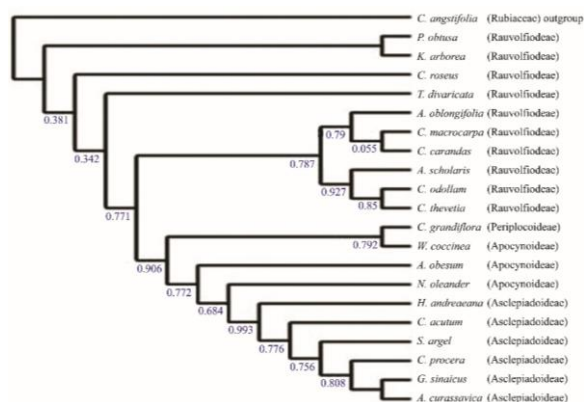 C. angstifolia (Rubiaceae) outgroup
P. obtusa (Rauvolfiodeae)
K. arborea (Rauvolfiodeae)
C. roseus (Rauvolfiodeae)
0.381
T. divaricata (Rauvolfiodeae)
A. oblongifolia (Rauvolfiodeae)
0.79
C. macrocarpa (Rauvolfiodeae)
0.342
0.055
C. carandas (Rauvolfiodeae)
0.787
A. scholaris (Rauvolfiodeae)
0.927
C. odollam (Rauvolfiodeae)
0.85
C. thevetia (Rauvolfiodeae)
0.771
C. grandiflora (Periplocoideae)
0.792
W. coccinea (Apocynoideae)
0.906
A. obesum (Apocynoideae)
0.772
N. oleander (Apocynoideae)
0.684
H. andreaeana (Asclepiadoideae)
0.993
C. acutum (Asclepiadoideae)
0.776
S. argel (Asclepiadoideae)
0.756
C. procera (Asclepiadoideae)
0.808
G. sinaicus (Asclepiadoideae)
A. curassavica (Asclepiadoideae)